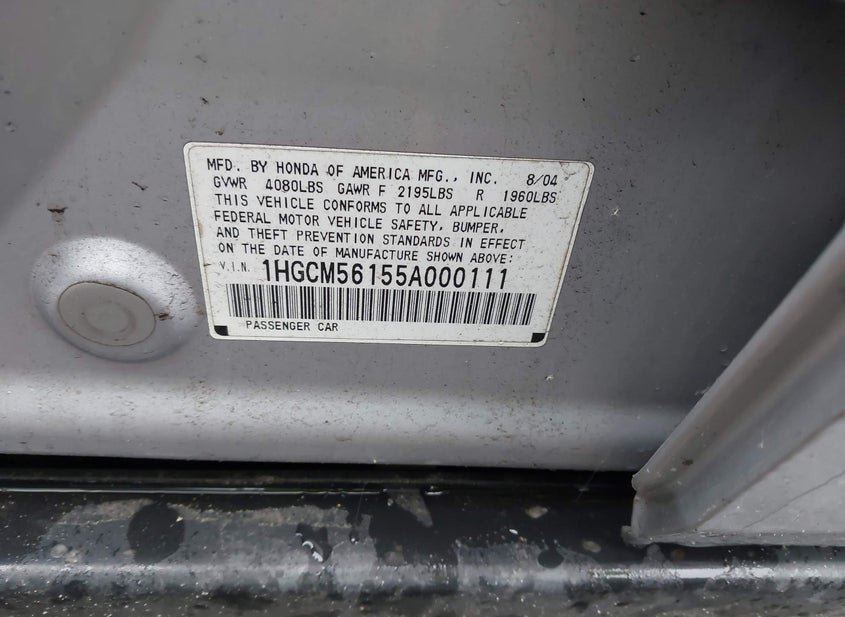 MFD. BY HONDA OF AMERICA MFG., INC. 8/04
GVWR 4080LBS GAWR F 2195LBS R 1960LBS
THIS VEHICLE CONFORMS TO ALL APPLICABLE
FEDERAL MOTOR VEHICLE SAFETY, BUMPER,
AND THEFT PREVENTION STANDARDS IN EFFECT
ON THE DATE OF MANUFACTURE SHOWN ABOVE:
V.I.N. 1HGCM56155A000111
PASSENGER CAR